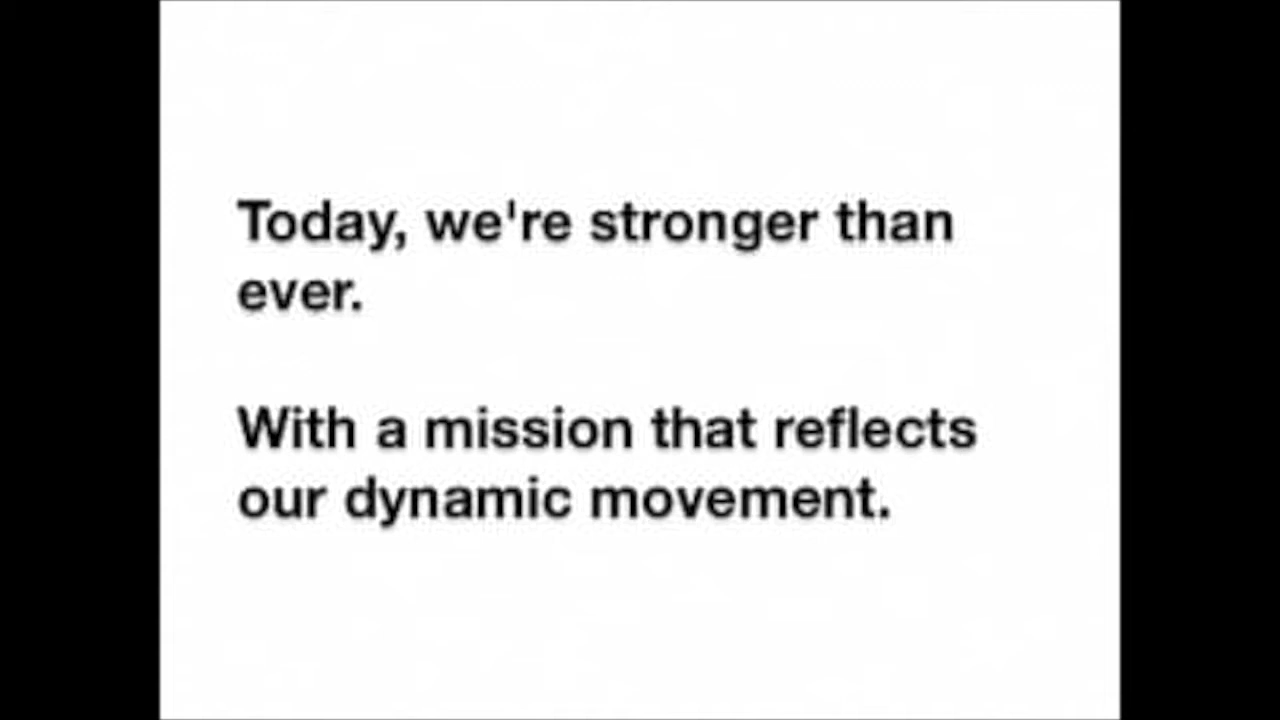 Today, we're stronger than
ever.
With a mission that reflects
our dynamic movement.